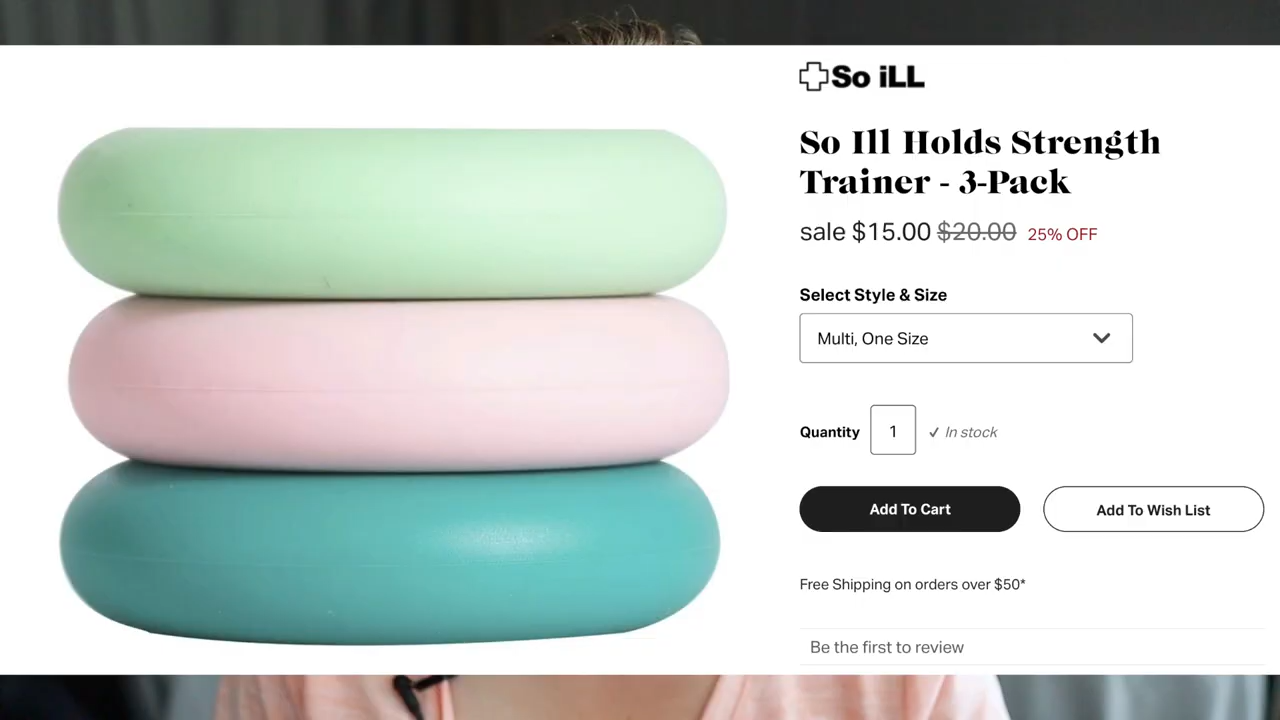 So iLL
So Ill Holds Strength
Trainer - 3-Pack
sale $15.00 $20.00 25% OFF
Select Style & Size
Multi, One Size
Quantity 1 ✓ In stock
Add To Cart Add To Wish List
Free Shipping on orders over $50*
Be the first to review